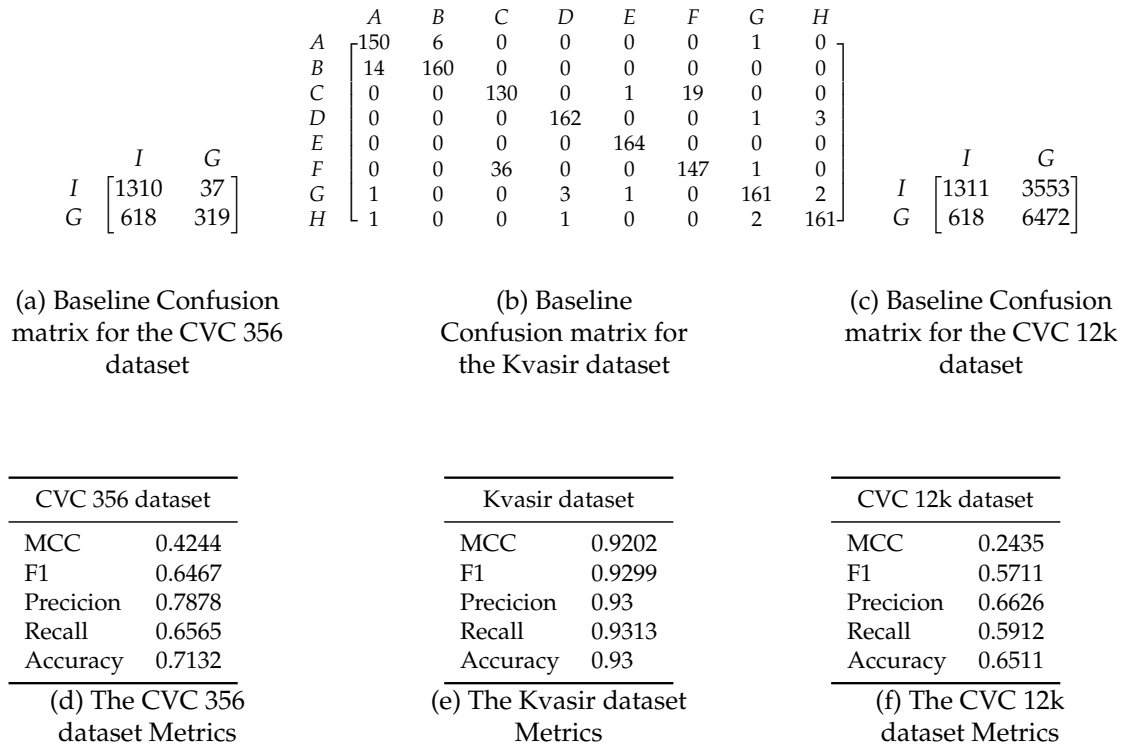 A B C D E F G H
A 150 6 0 0 0 0 1 0
B 14 160 0 0 0 0 0 0
C 0 0 130 0 1 19 0 0
D 0 0 0 162 0 0 1 3
E 0 0 0 0 164 0 0 0
F 0 0 36 0 0 147 1 0
G 1 0 0 3 1 0 161 2
H 1 0 0 1 0 0 2 161
I G
I 1310 37
G 618 319
I G
I 1311 3553
G 618 6472
(a) Baseline Confusion
matrix for the CVC 356
dataset
(b) Baseline
Confusion matrix for
the Kvasir dataset
(c) Baseline Confusion
matrix for the CVC 12k
dataset
CVC 356 dataset
MCC 0.4244
F1 0.6467
Precicion 0.7878
Recall 0.6565
Accuracy 0.7132
(d) The CVC 356
dataset Metrics
Kvasir dataset
MCC 0.9202
F1 0.9299
Precicion 0.93
Recall 0.9313
Accuracy 0.93
(e) The Kvasir dataset
Metrics
CVC 12k dataset
MCC 0.2435
F1 0.5711
Precicion 0.6626
Recall 0.5912
Accuracy 0.6511
(f) The CVC 12k
dataset Metrics